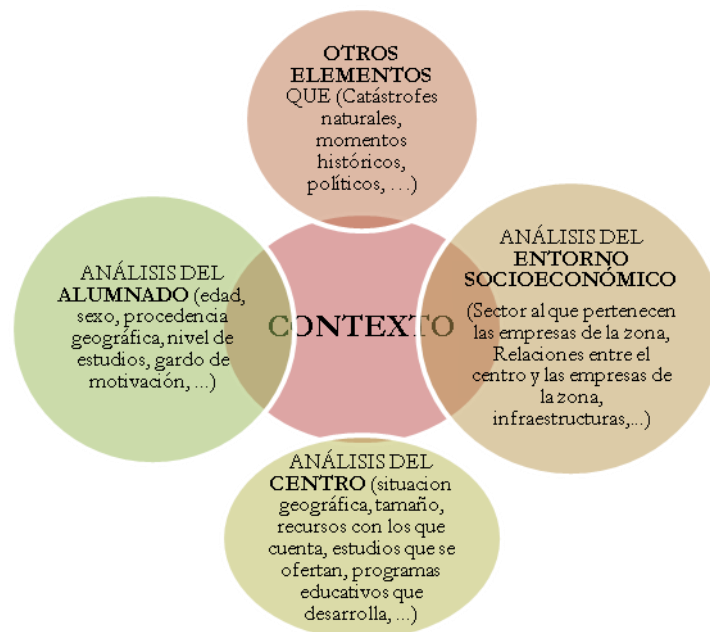 OTROS
ELEMENTOS
QUE (Catástrofes
naturales,
momentos
históricos,
políticos, …)
ANÁLISIS DEL
ALUMNADO (edad,
sexo, procedencia
geográfica, nivel de
estudios, gardo de
motivación, ...)
CONTEXTO
ANÁLISIS DEL
ENTORNO
SOCIOECONÓMICO
(Sector al que pertenecen
las empresas de la zona,
Relaciones entre el
centro y las empresas de
la zona,
infraestructuras,...)
ANÁLISIS DEL
CENTRO (situacion
geográfica, tamaño,
recursos con los que
cuenta, estudios que se
ofertan, programas
educativos que
desarrolla, ...)